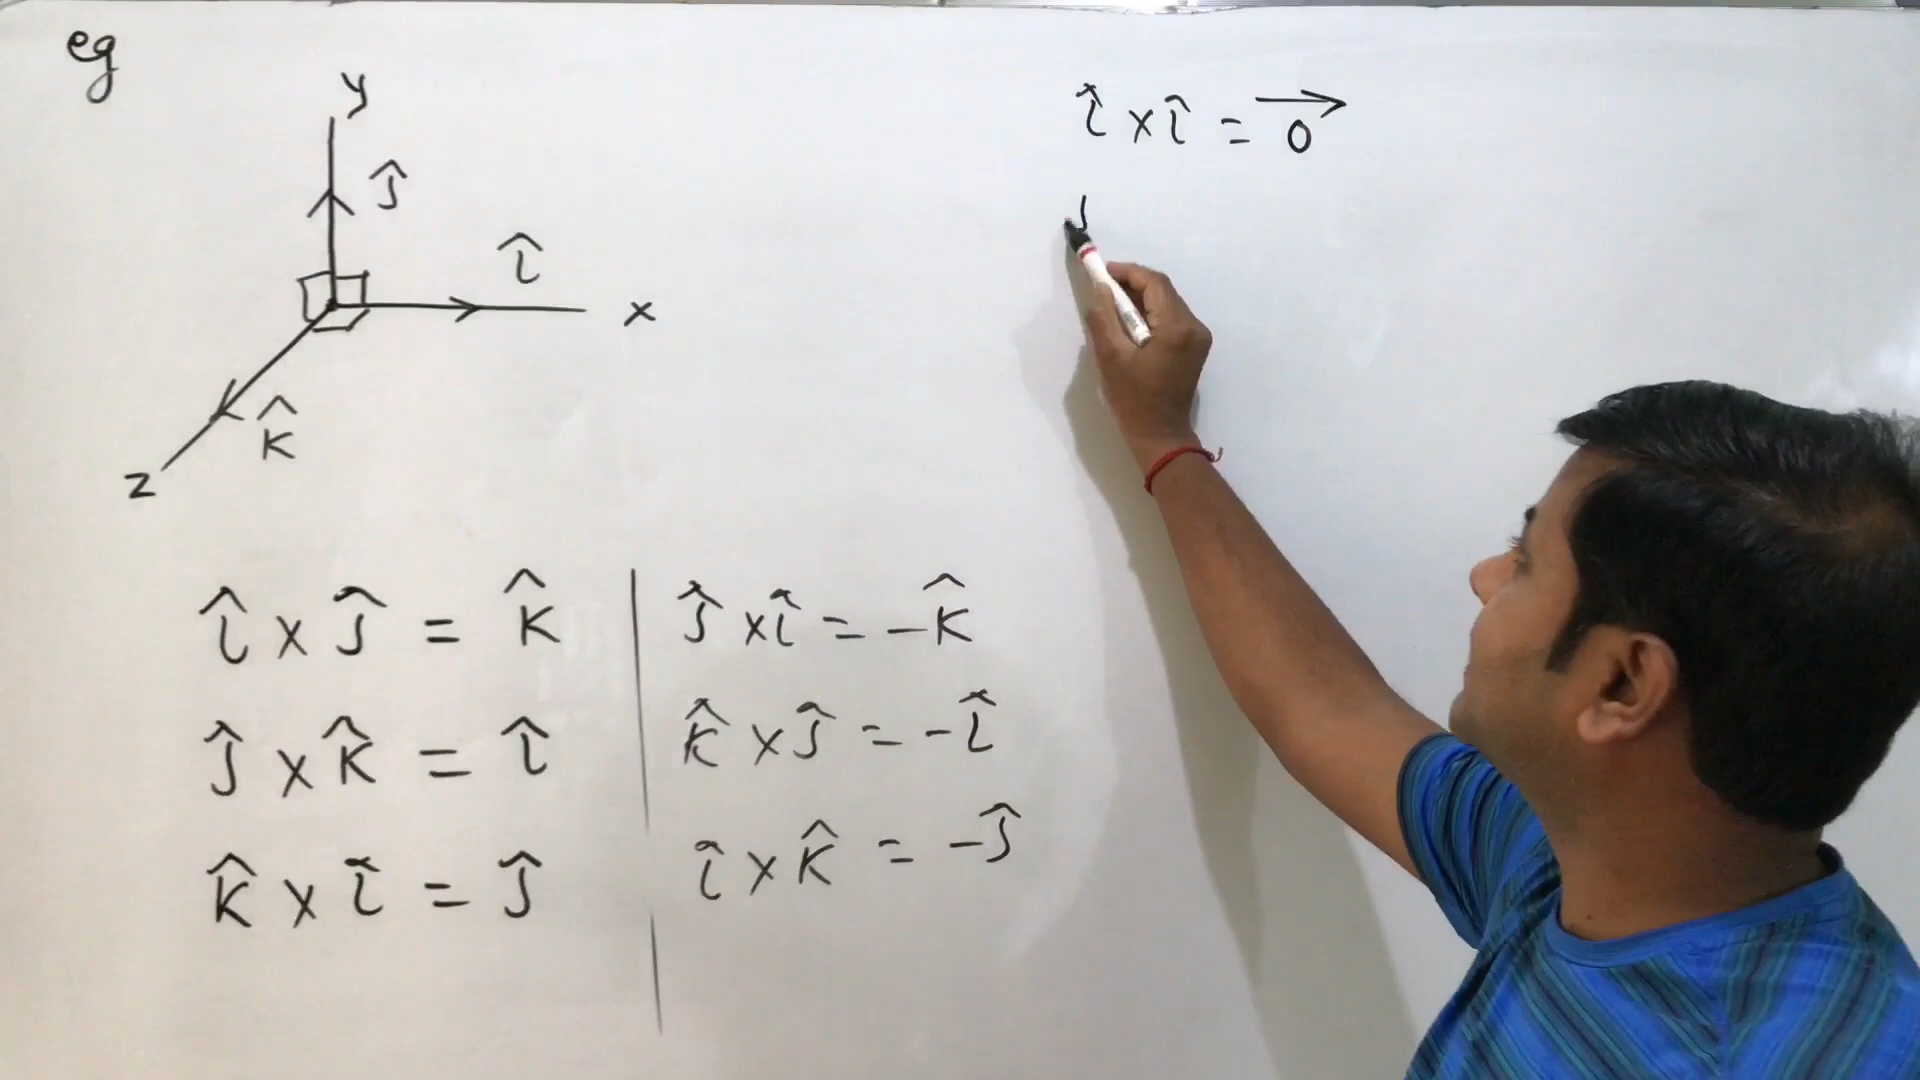 eg
y
ĵ
î
x
k̂
z
î × ĵ = k̂
ĵ × k̂ = î
k̂ × î = ĵ
ĵ × î = -k̂
k̂ × ĵ = -î
î × k̂ = -ĵ
î × î = 0⃗